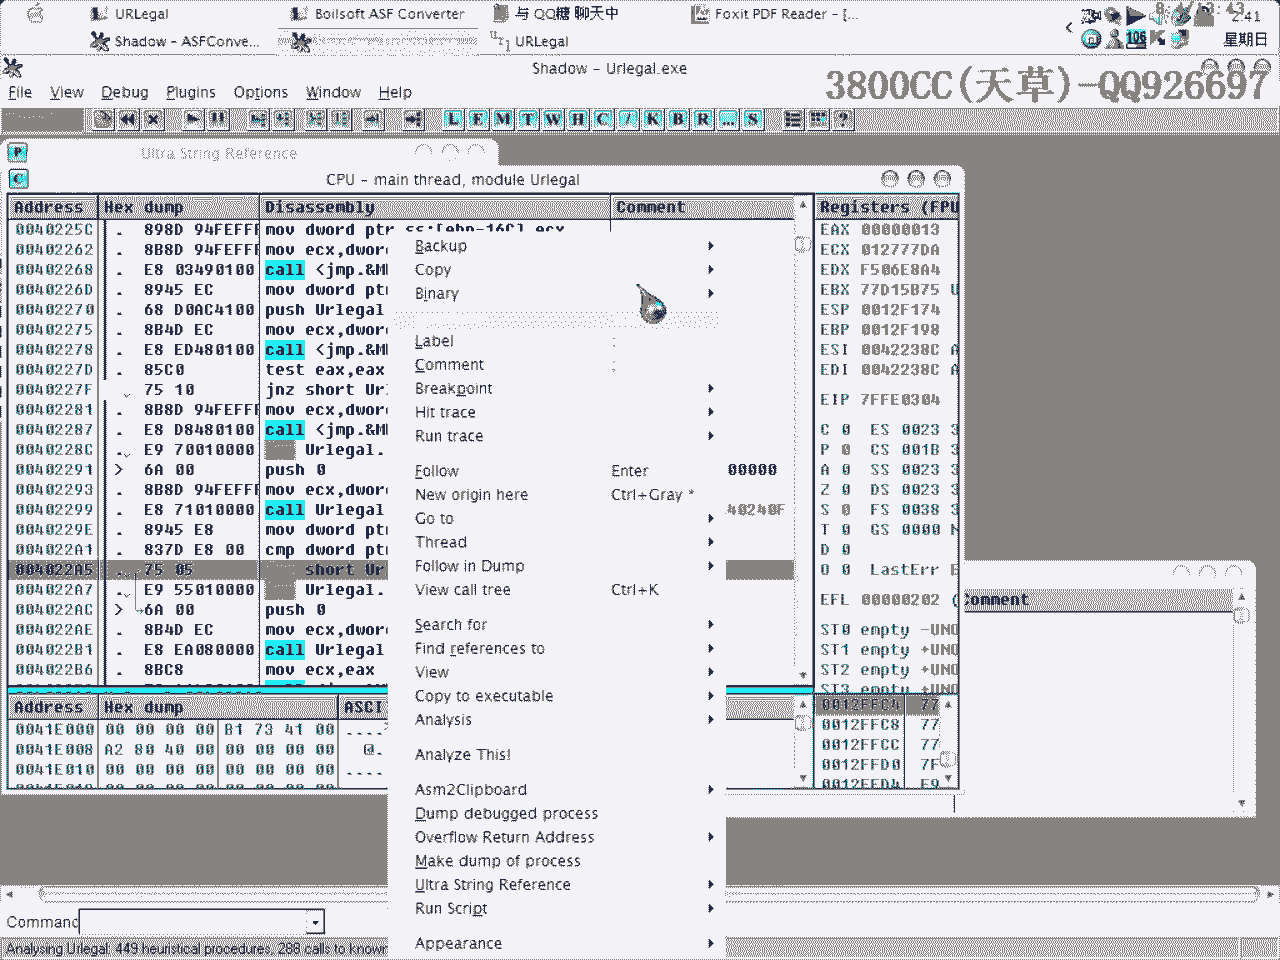 URLegal
Boilsoft ASF Converter
与 QQ糖 聊天中
Foxit PDF Reader - [...
2:41
Shadow - ASFConve...
URLegal
星期日
Shadow - Urlegal.exe
3800CC(天草)-QQ926697
File View Debug Plugins Options Window Help
L E M T W H C / K B R ... S
Ultra String Reference
CPU - main thread, module Urlegal
Address Hex dump Disassembly Comment Registers (FPU
0040225C . 898D 94FEFFF mov dword ptr ss:[ebp-16C],ecx
00402262 . 8B8D 94FEFFF mov ecx,dwor
00402268 . E8 03490100 call <jmp.&M
0040226D . 8945 EC mov dword pt
00402270 . 68 D0AC4100 push Urlegal
00402275 . 8B4D EC mov ecx,dwor
00402278 . E8 ED480100 call <jmp.&M
0040227D . 85C0 test eax,eax
0040227F . 75 10 jnz short Ur
00402281 . 8B8D 94FEFFF mov ecx,dwor
00402287 . E8 D8480100 call <jmp.&M
0040228C . E9 70010000 Urlegal.
00402291 > 6A 00 push 0
00402293 . 8B8D 94FEFFF mov ecx,dwor
00402299 . E8 71010000 call Urlegal
0040229E . 8945 E8 mov dword pt
004022A1 . 837D E8 00 cmp dword pt
004022A5 . 75 05 short Ur
004022A7 . E9 55010000 Urlegal.
004022AC > 6A 00 push 0
004022AE . 8B4D EC mov ecx,dwor
004022B1 . E8 EA080000 call Urlegal
004022B6 . 8BC8 mov ecx,eax
Backup
Copy
Binary
Label :
Comment ;
Breakpoint
Hit trace
Run trace
Follow Enter
New origin here Ctrl+Gray *
Go to
Thread
Follow in Dump
View call tree Ctrl+K
Search for
Find references to
View
Copy to executable
Analysis
Analyze This!
Asm2Clipboard
Dump debugged process
Overflow Return Address
Make dump of process
Ultra String Reference
Run Script
Appearance
00000
40240F
EAX 00000013
ECX 012777DA
EDX F506E8A4
EBX 77D15B75 U
ESP 0012F174
EBP 0012F198
ESI 0042238C A
EDI 0042238C A
EIP 7FFE0304
C 0 ES 0023 3
P 0 CS 001B 3
A 0 SS 0023 3
Z 0 DS 0023 3
S 0 FS 0038 3
T 0 GS 0000 N
D 0
O 0 LastErr E
EFL 00000202 (
ST0 empty -UNO
ST1 empty +UNO
ST2 empty +UNO
ST3 empty +UNO
Comment
Address Hex dump ASCI
0041E000 00 00 00 00 B1 73 41 00 ....
0041E008 A2 80 40 00 00 00 00 00 @.
0041E010 00 00 00 00 00 00 00 00 ....
0012FFC4 77
0012FFC8 77
0012FFCC 77
0012FFD0 7F
0012FFD4 E9
Command
Analysing Urlegal: 449 heuristical procedures, 288 calls to known